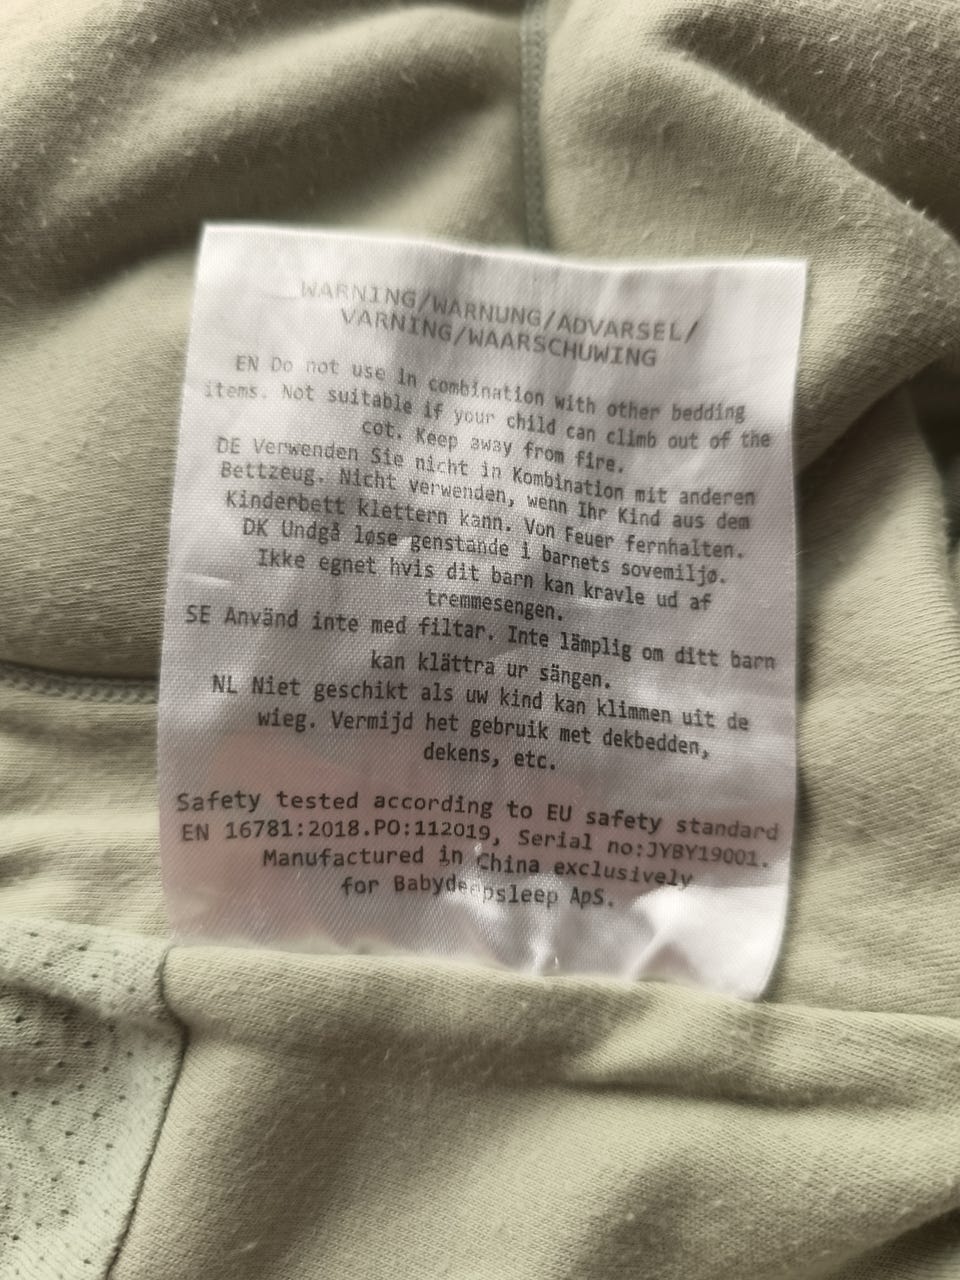 WARNING/WARNUNG/ADVARSEL/
VARNING/WAARSCHUWING
EN Do not use in combination with other bedding
items. Not suitable if your child can climb out of the
cot. Keep away from fire.
DE Verwenden Sie nicht in Kombination mit anderen
Bettzeug. Nicht verwenden, wenn Ihr Kind aus dem
Kinderbett klettern kann. Von Feuer fernhalten.
DK Undgå løse genstande i barnets sovemiljø.
Ikke egnet hvis dit barn kan kravle ud af
tremmesengen.
SE Använd inte med filtar. Inte lämplig om ditt barn
kan klättra ur sängen.
NL Niet geschikt als uw kind kan klimmen uit de
wieg. Vermijd het gebruik met dekbedden,
dekens, etc.
Safety tested according to EU safety standard
EN 16781:2018.PO:112019, Serial no:JYBY19001.
Manufactured in China exclusively
for Babydeepsleep ApS.